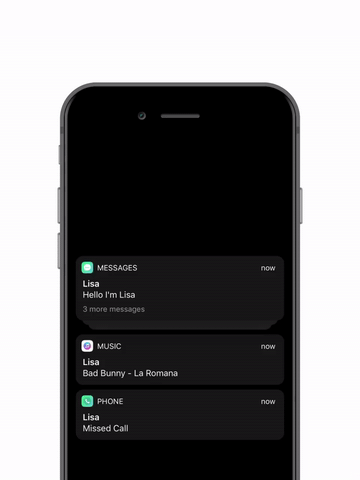 MESSAGES now
Lisa
Hello I'm Lisa
3 more messages
MUSIC now
Lisa
Bad Bunny - La Romana
PHONE now
Lisa
Missed Call